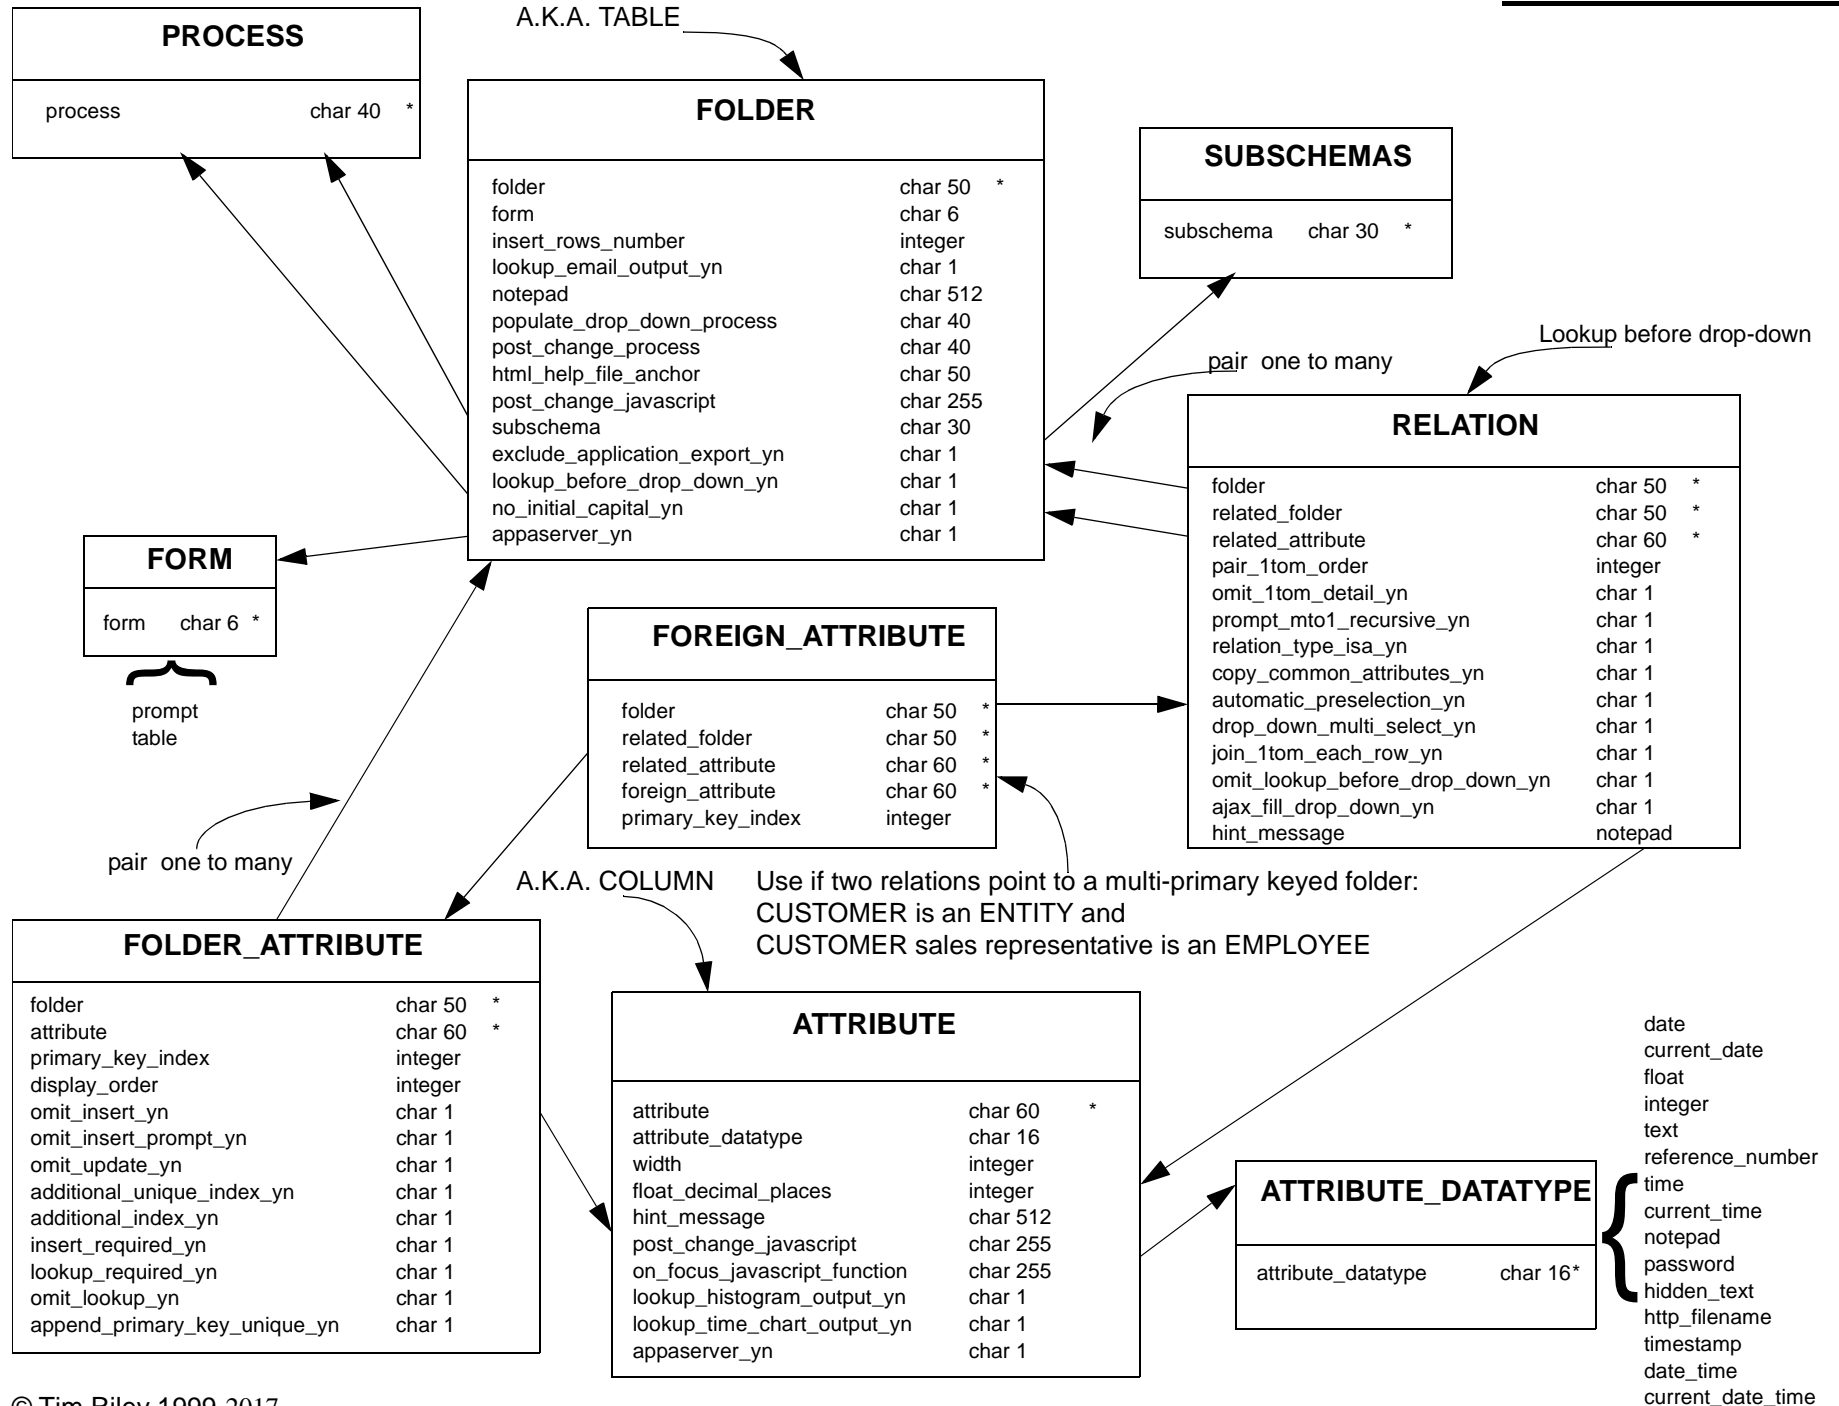 A.K.A. TABLE
PROCESS
process char 40 *
FOLDER
folder char 50 *
form char 6
insert_rows_number integer
lookup_email_output_yn char 1
notepad char 512
populate_drop_down_process char 40
post_change_process char 40
html_help_file_anchor char 50
post_change_javascript char 255
subschema char 30
exclude_application_export_yn char 1
lookup_before_drop_down_yn char 1
no_initial_capital_yn char 1
appaserver_yn char 1
SUBSCHEMAS
subschema char 30 *
Lookup before drop-down
pair one to many
RELATION
folder char 50 *
related_folder char 50 *
related_attribute char 60 *
pair_1tom_order integer
omit_1tom_detail_yn char 1
prompt_mto1_recursive_yn char 1
relation_type_isa_yn char 1
copy_common_attributes_yn char 1
automatic_preselection_yn char 1
drop_down_multi_select_yn char 1
join_1tom_each_row_yn char 1
omit_lookup_before_drop_down_yn char 1
ajax_fill_drop_down_yn char 1
hint_message notepad
FORM
form char 6 *
prompt
table
FOREIGN_ATTRIBUTE
folder char 50 *
related_folder char 50 *
related_attribute char 60 *
foreign_attribute char 60 *
primary_key_index integer
pair one to many
A.K.A. COLUMN
Use if two relations point to a multi-primary keyed folder:
CUSTOMER is an ENTITY and
CUSTOMER sales representative is an EMPLOYEE
FOLDER_ATTRIBUTE
folder char 50 *
attribute char 60 *
primary_key_index integer
display_order integer
omit_insert_yn char 1
omit_insert_prompt_yn char 1
omit_update_yn char 1
additional_unique_index_yn char 1
additional_index_yn char 1
insert_required_yn char 1
lookup_required_yn char 1
omit_lookup_yn char 1
append_primary_key_unique_yn char 1
ATTRIBUTE
attribute char 60 *
attribute_datatype char 16
width integer
float_decimal_places integer
hint_message char 512
post_change_javascript char 255
on_focus_javascript_function char 255
lookup_histogram_output_yn char 1
lookup_time_chart_output_yn char 1
appaserver_yn char 1
ATTRIBUTE_DATATYPE
attribute_datatype char 16*
date
current_date
float
integer
text
reference_number
time
current_time
notepad
password
hidden_text
http_filename
timestamp
date_time
current_date_time
© Tim Riley 1999-2017